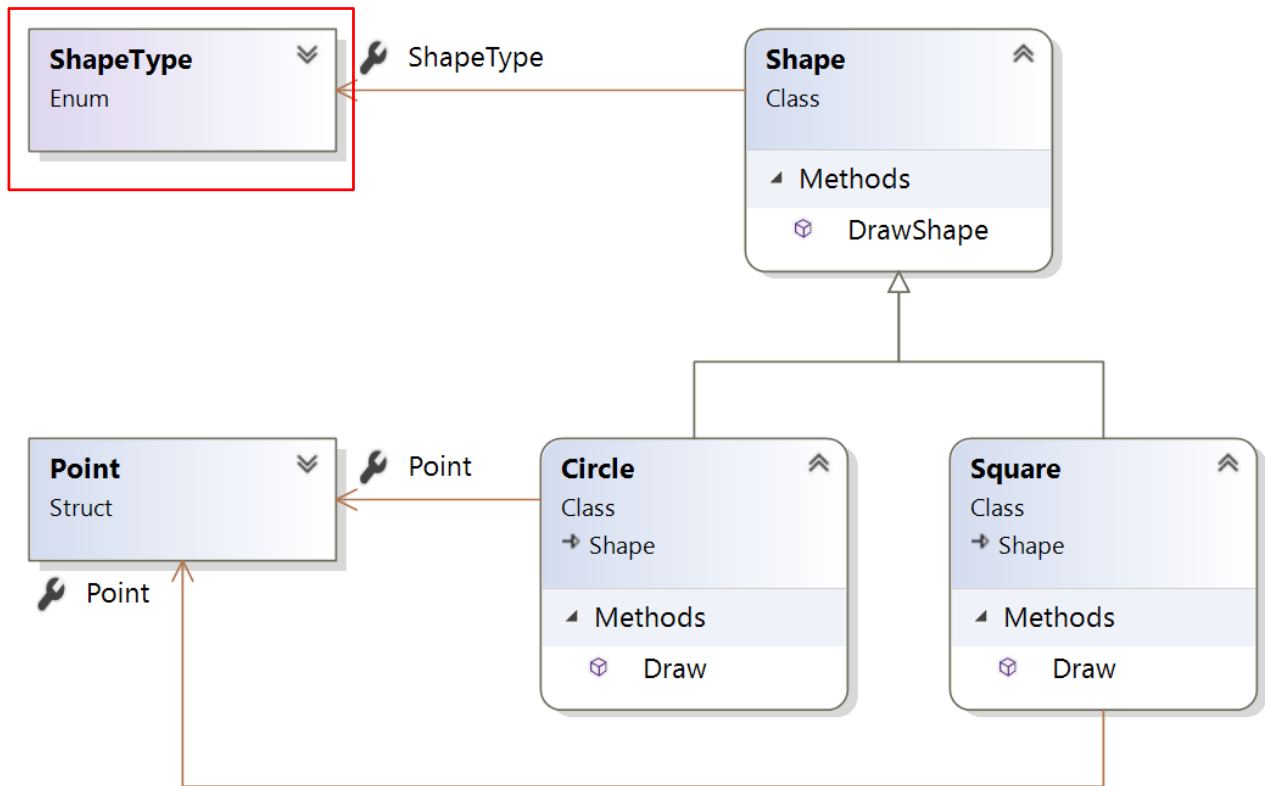 ShapeType
Enum
ShapeType
Shape
Class
Methods
DrawShape
Point
Struct
Point
Point
Circle
Class
Shape
Methods
Draw
Square
Class
Shape
Methods
Draw